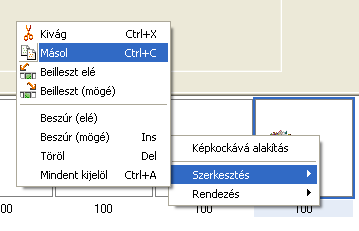 Kivág Ctrl+X
Másol Ctrl+C
Beilleszt elé
Beilleszt (mögé)
Beszúr (elé)
Beszúr (mögé) Ins
Töröl Del
Mindent kijelöl Ctrl+A
Képkockává alakítás
Szerkesztés
Rendezés
100
100
100